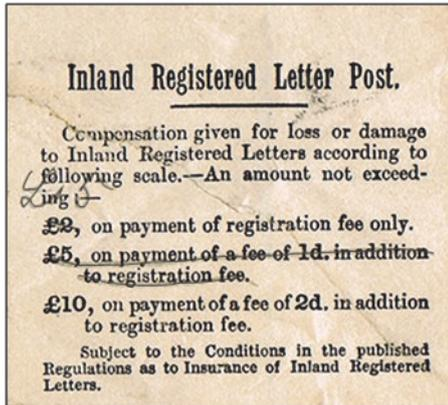 Inland Registered Letter Post.
Compensation given for loss or damage
to Inland Registered Letters according to
following scale.—An amount not exceed-
ing :—
£2, on payment of registration fee only.
£5, on payment of a fee of 1d. in addition
to registration fee.
£10, on payment of a fee of 2d. in addition
to registration fee.
Subject to the Conditions in the published
Regulations as to Insurance of Inland Registered
Letters.